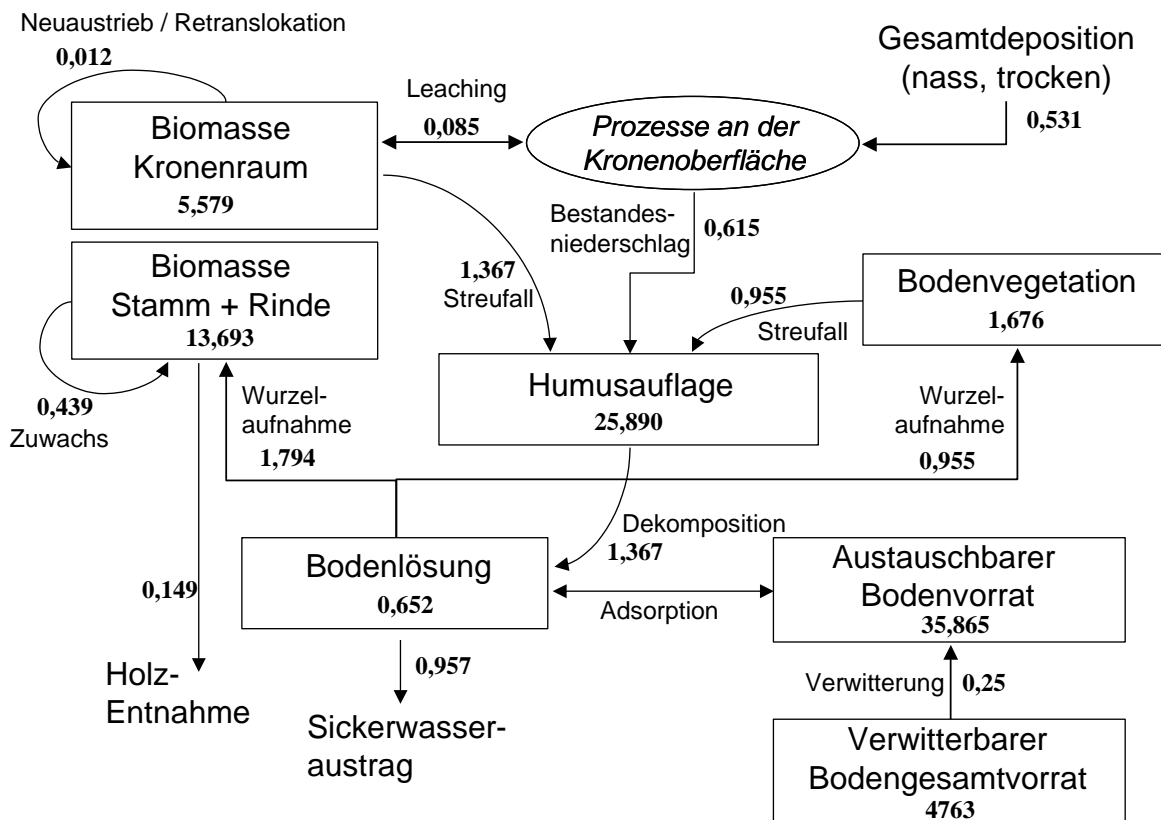 Neuaustrieb / Retranslokation
0,012
Gesamtdeposition
(nass, trocken)
0,531
Leaching
0,085
Biomasse
Kronenraum
5,579
Prozesse an der
Kronenoberfläche
Bestandes-
niederschlag
0,615
1,367
Streufall
Biomasse
Stamm + Rinde
13,693
0,955
Streufall
Bodenvegetation
1,676
0,439
Zuwachs
Wurzel-
aufnahme
1,794
Humusauflage
25,890
Wurzel-
aufnahme
0,955
Dekomposition
1,367
Bodenlösung
0,652
Adsorption
Austauschbarer
Bodenvorrat
35,865
0,149
Holz-
Entnahme
0,957
Sickerwasser-
austrag
Verwitterung
0,25
Verwitterbarer
Bodengesamtvorrat
4763